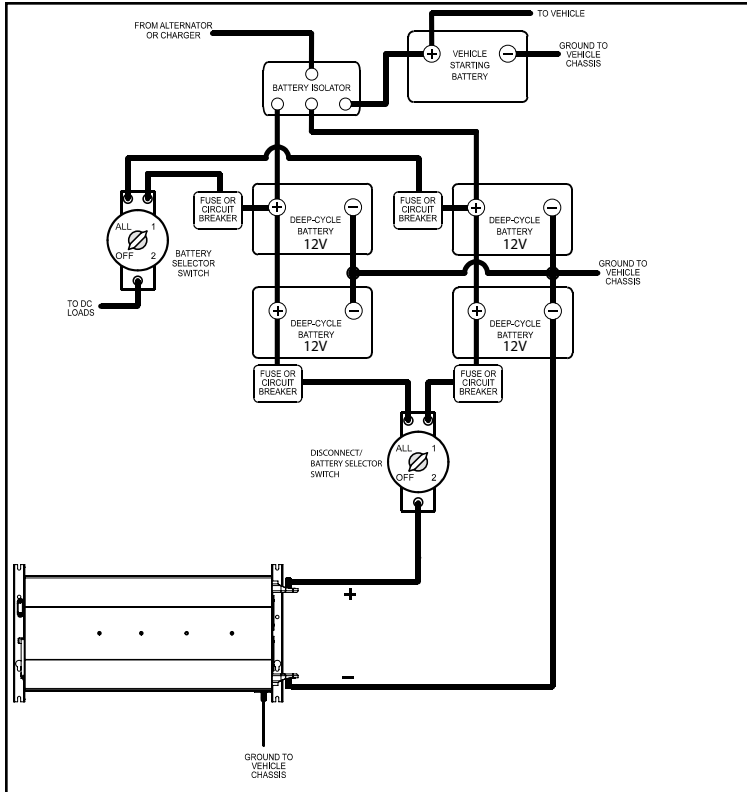 TO VEHICLE
FROM ALTERNATOR
OR CHARGER
BATTERY ISOLATOR
+
VEHICLE
STARTING
BATTERY
−
GROUND TO
VEHICLE
CHASSIS
ALL
1
OFF
2
BATTERY
SELECTOR
SWITCH
TO DC
LOADS
FUSE OR
CIRCUIT
BREAKER
+
−
DEEP-CYCLE
BATTERY
12V
FUSE OR
CIRCUIT
BREAKER
+
−
DEEP-CYCLE
BATTERY
12V
GROUND TO
VEHICLE
CHASSIS
+
−
DEEP-CYCLE
BATTERY
12V
+
−
DEEP-CYCLE
BATTERY
12V
FUSE OR
CIRCUIT
BREAKER
FUSE OR
CIRCUIT
BREAKER
DISCONNECT/
BATTERY SELECTOR
SWITCH
ALL
1
OFF
2
+
−
GROUND TO
VEHICLE
CHASSIS